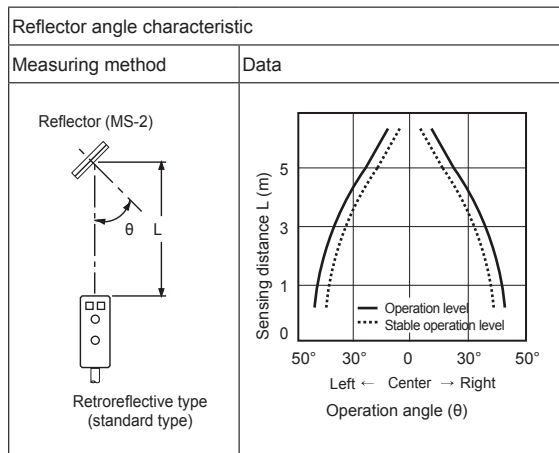 Reflector angle characteristic
Measuring method
Data
Reflector (MS-2)
θ
L
Retroreflective type
(standard type)
Sensing distance L (m)
5
3
1
0
Operation level
Stable operation level
50° 30° 0 30° 50°
Left ← Center → Right
Operation angle (θ)